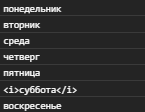 понедельник
вторник
среда
четверг
пятница
<i>суббота</i>
воскресенье